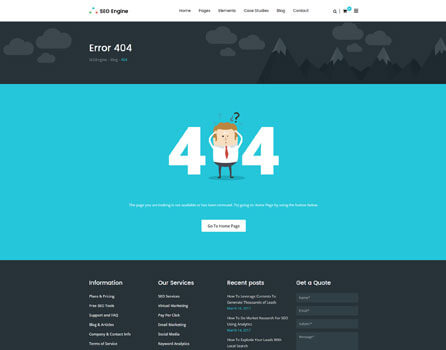 SEO Engine
Home Pages Elements Case Studies Blog Contact
Error 404
SEOEngine - Blog - 404
?
4 4
The page you are looking is not available or has been removed. Try going to Home Page by using the button below.
Go To Home Page
Information
Plans & Pricing
Free SEO Tools
Support and FAQ
Blog & Articles
Company & Contact Info
Terms of Service
Our Services
SEO Services
Virtual Marketing
Pay Per Click
Email Marketing
Social Media
Keyword Analytics
Recent posts
How To Leverage Contests To
Generate Thousands of Leads
March 14, 2017
How To Do Market Research For SEO
Using Analytics
March 14, 2017
How To Explode Your Leads With
Local Search
Get a Quote
Name*
Email*
Subject*
Message*